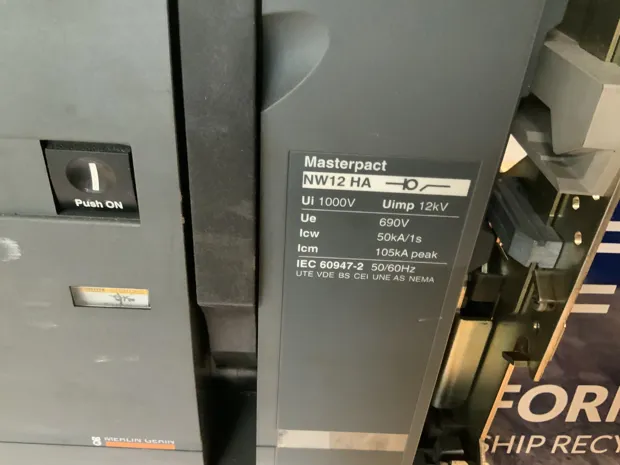 Push ON
MERLIN GERIN
Masterpact
NW12 HA
Ui 1000V Uimp 12kV
Ue 690V
Icw 50kA/1s
Icm 105kA peak
IEC 60947-2 50/60Hz
UTE VDE BS CEI UNE AS NEMA
FOR
SHIP RECY